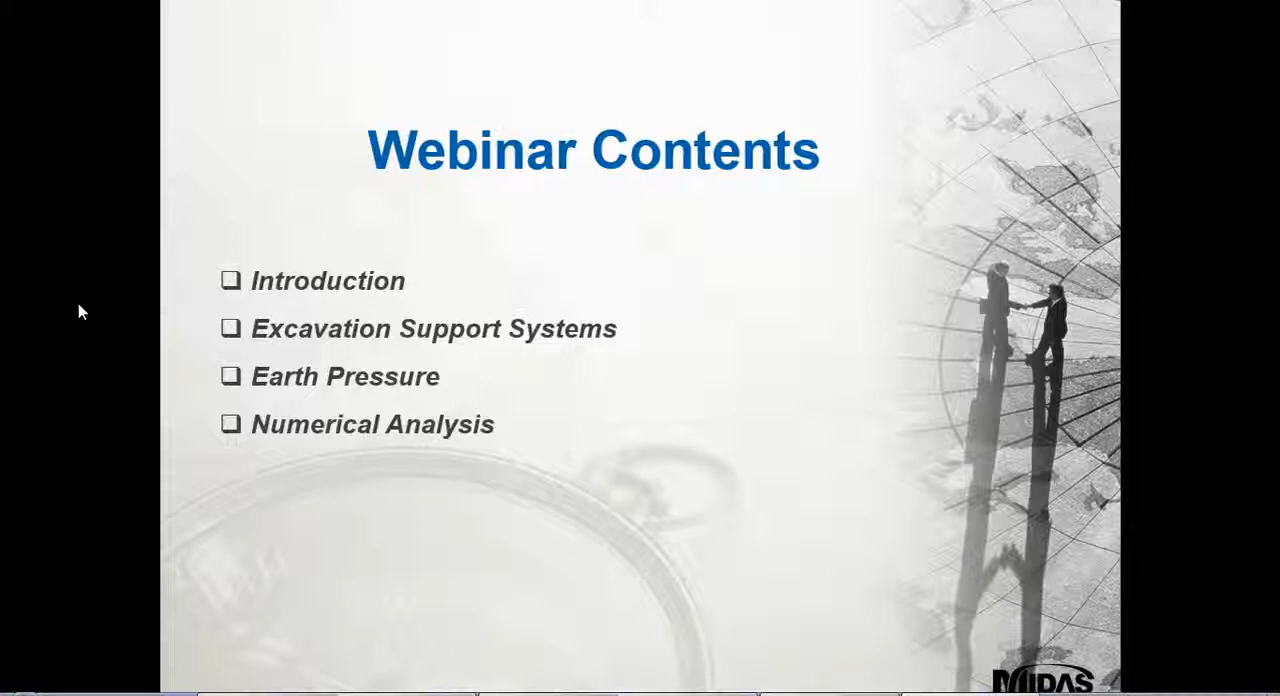 Webinar Contents
Introduction
Excavation Support Systems
Earth Pressure
Numerical Analysis
MIDAS